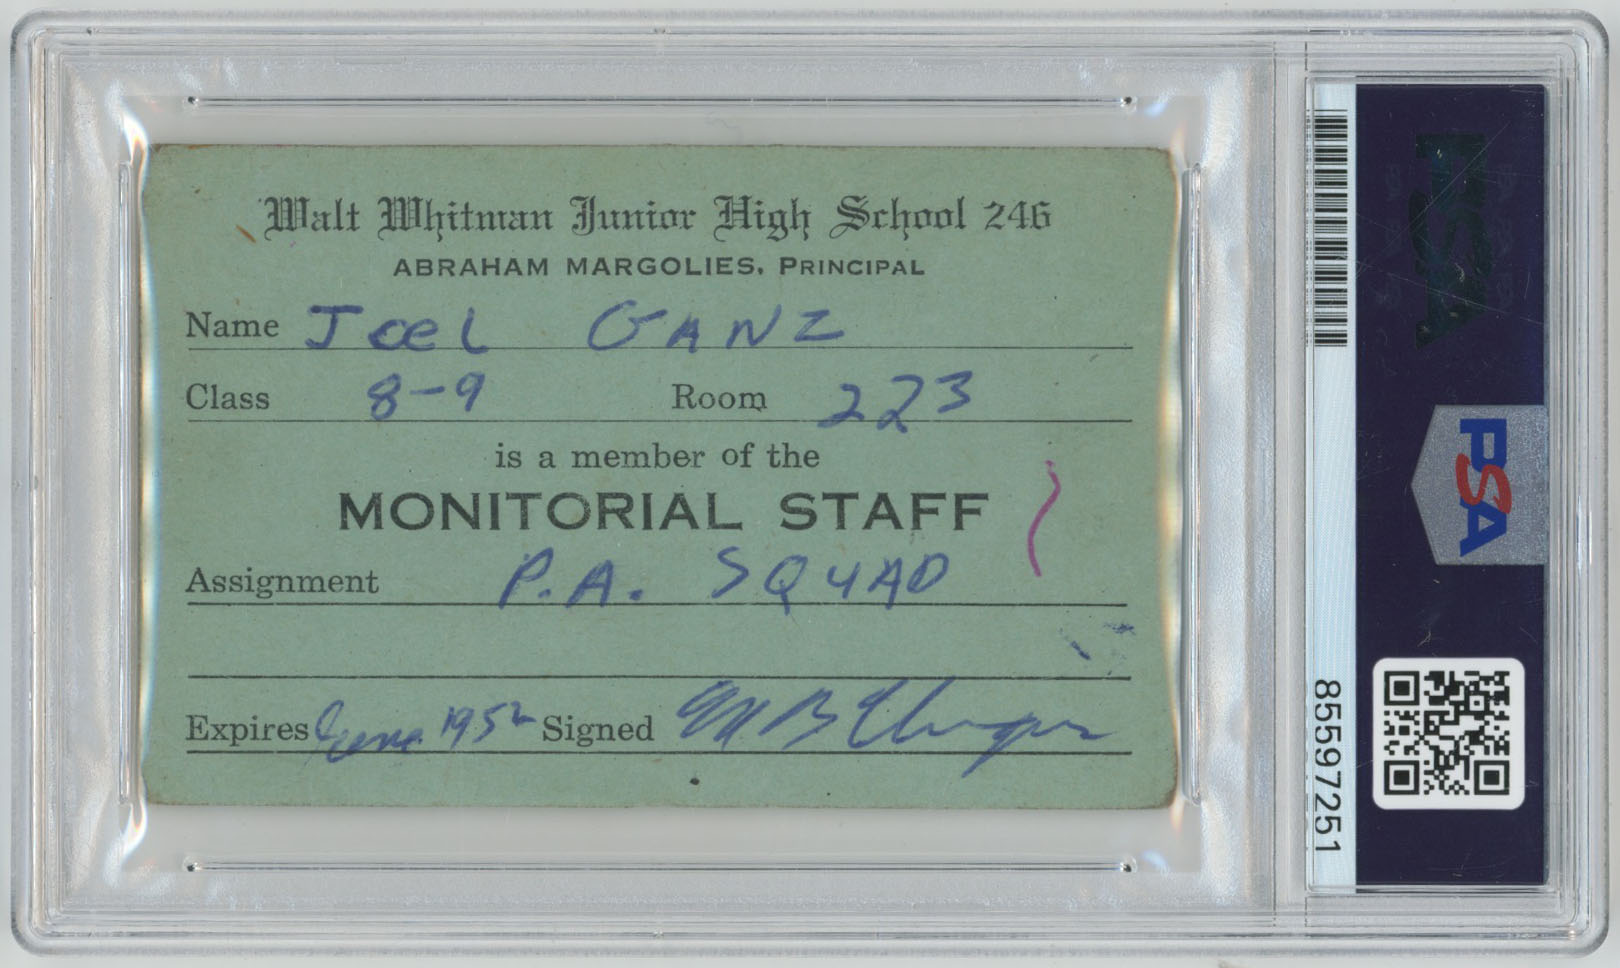 Walt Whitman Junior High School 246
ABRAHAM MARGOLIES, PRINCIPAL
Name Joel GANZ
Class 8-9 Room 223
is a member of the
MONITORIAL STAFF
Assignment P.A. SQUAD
Expires June 1952 Signed
PSA
PSA
85597251